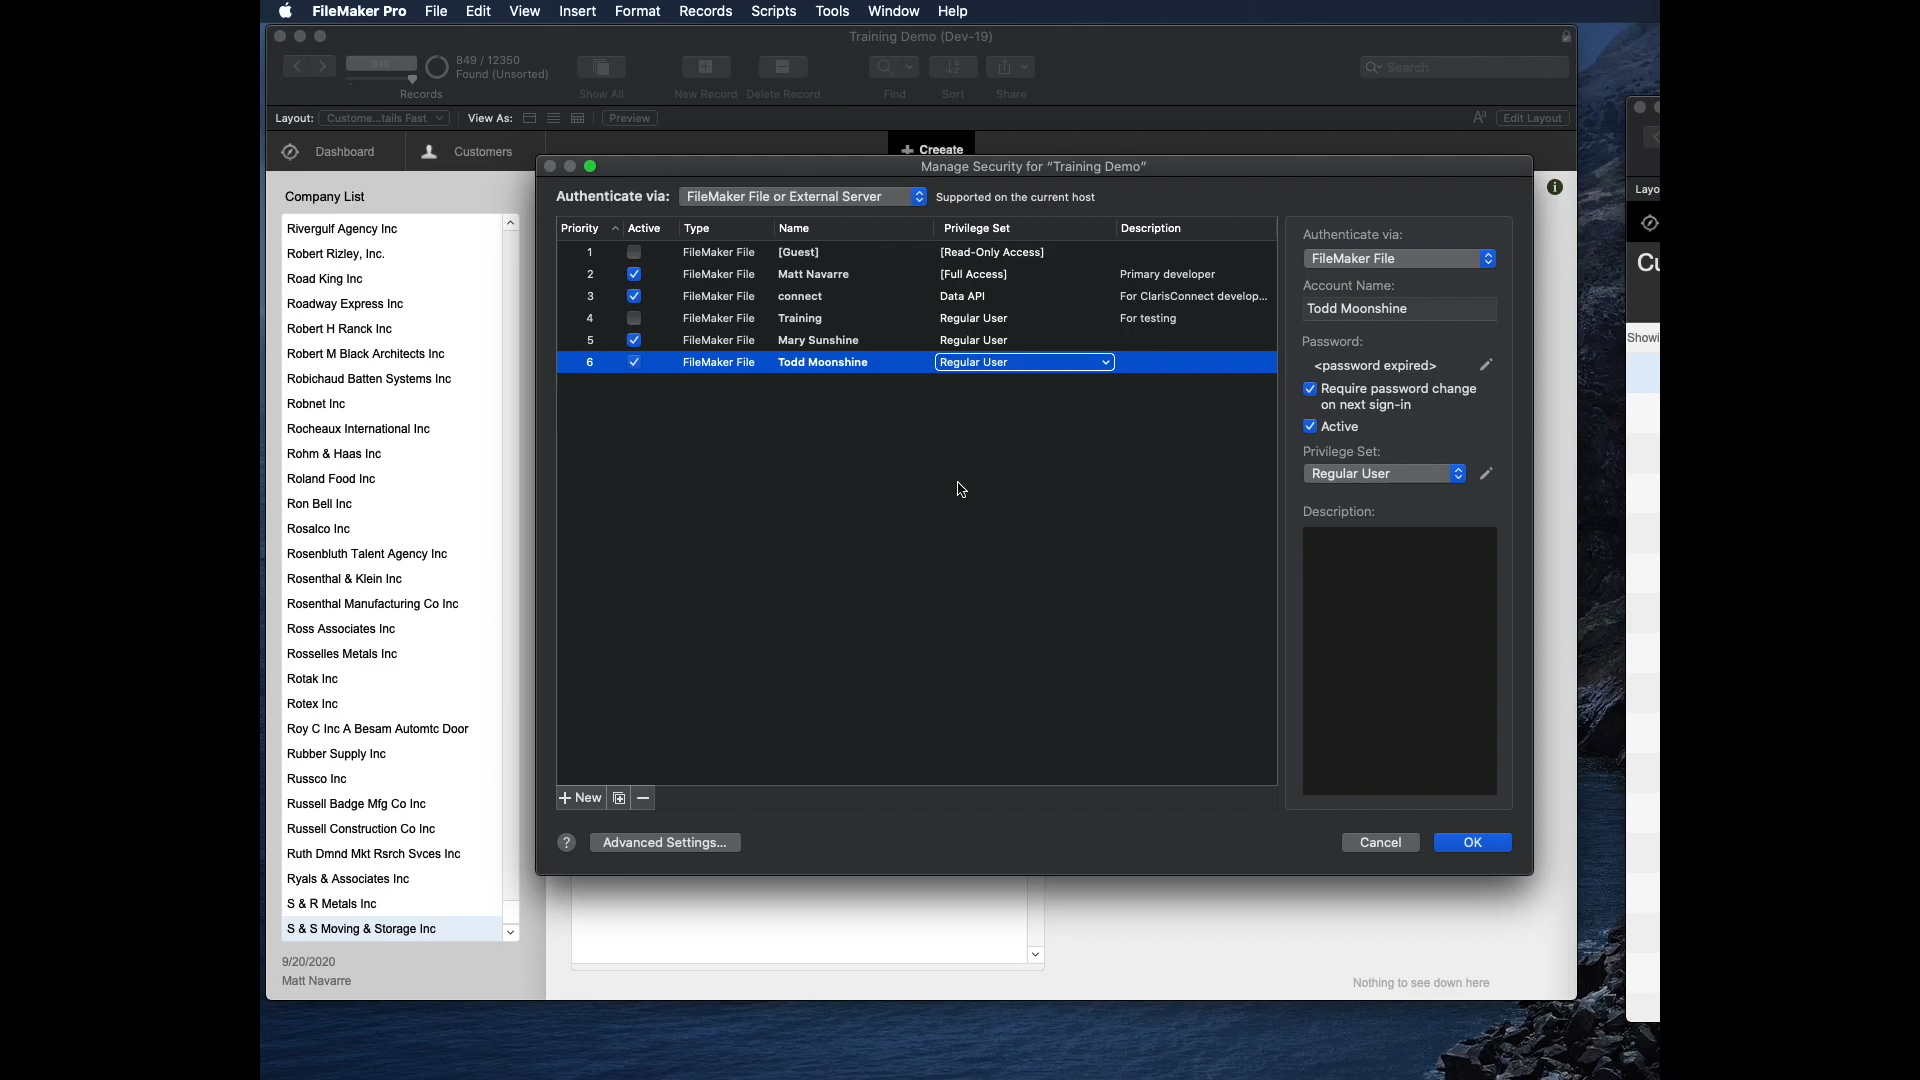 FileMaker Pro File Edit View Insert Format Records Scripts Tools Window Help
Training Demo (Dev-19)
849
849 / 12350
Found (Unsorted)
Search
Records
Show All
New Record
Delete Record
Find
Sort
Share
Layout: Custome...tails Fast
View As:
Preview
Edit Layout
Layo
Dashboard
Customers
Creeate
Manage Security for "Training Demo"
Authenticate via: FileMaker File or External Server Supported on the current host
Priority Active Type Name Privilege Set Description
1 FileMaker File [Guest] [Read-Only Access]
2 FileMaker File Matt Navarre [Full Access] Primary developer
3 FileMaker File connect Data API For ClarisConnect develop...
4 FileMaker File Training Regular User For testing
5 FileMaker File Mary Sunshine Regular User
6 FileMaker File Todd Moonshine Regular User
Authenticate via:
FileMaker File
Account Name:
Todd Moonshine
Password:
<password expired>
Require password change
on next sign-in
Active
Privilege Set:
Regular User
Description:
New
? Advanced Settings...
Cancel
OK
Company List
Rivergulf Agency Inc
Robert Rizley, Inc.
Road King Inc
Roadway Express Inc
Robert H Ranck Inc
Robert M Black Architects Inc
Robichaud Batten Systems Inc
Robnet Inc
Rocheaux International Inc
Rohm & Haas Inc
Roland Food Inc
Ron Bell Inc
Rosalco Inc
Rosenbluth Talent Agency Inc
Rosenthal & Klein Inc
Rosenthal Manufacturing Co Inc
Ross Associates Inc
Rosselles Metals Inc
Rotak Inc
Rotex Inc
Roy C Inc A Besam Automtc Door
Rubber Supply Inc
Russco Inc
Russell Badge Mfg Co Inc
Russell Construction Co Inc
Ruth Dmnd Mkt Rsrch Svces Inc
Ryals & Associates Inc
S & R Metals Inc
S & S Moving & Storage Inc
9/20/2020
Matt Navarre
Nothing to see down here
Cu
Showi